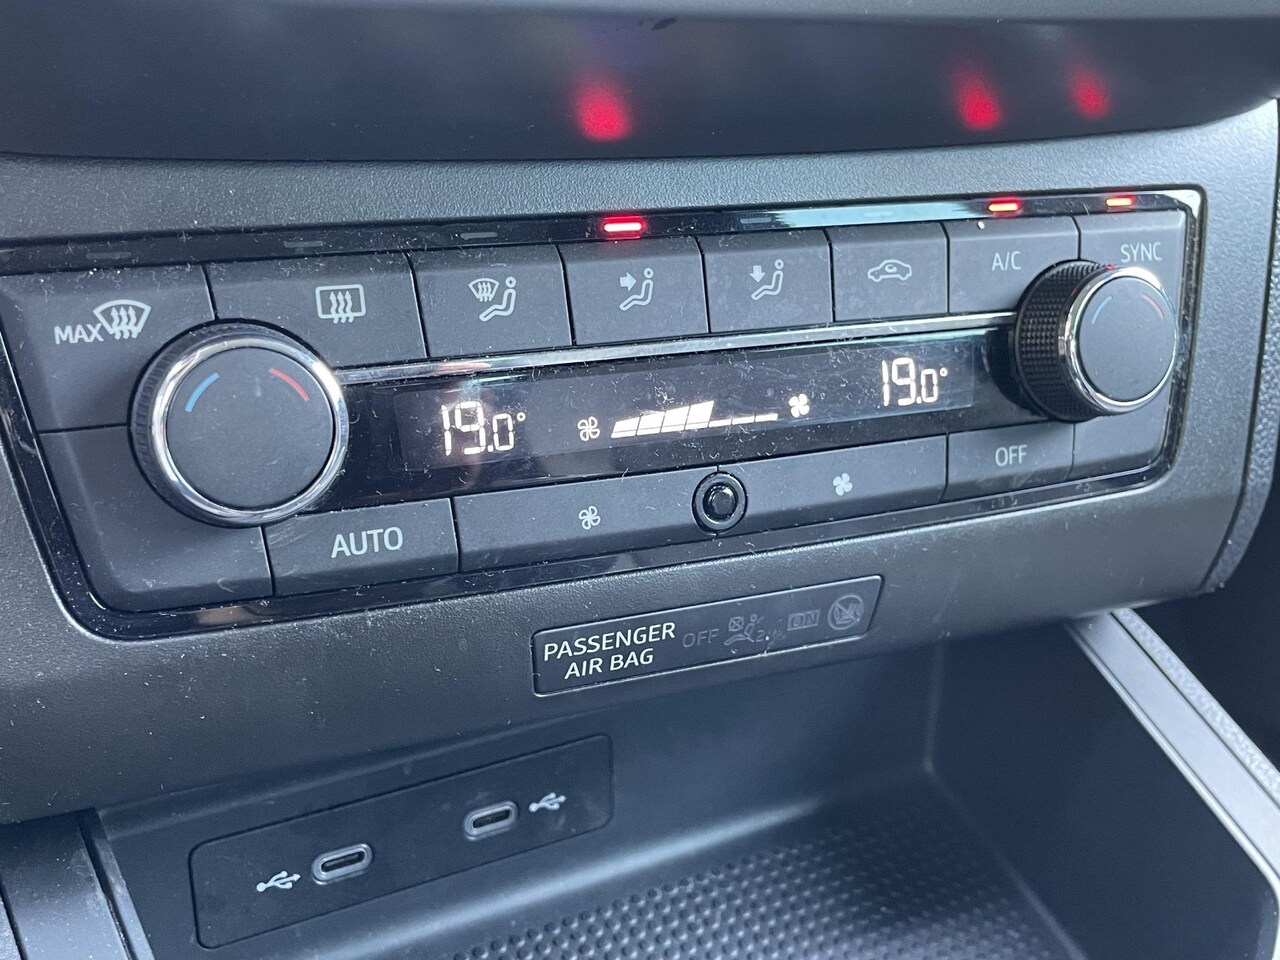 MAX
A/C
SYNC
19.0°
19.0°
AUTO
OFF
PASSENGER
AIR BAG
OFF
ON